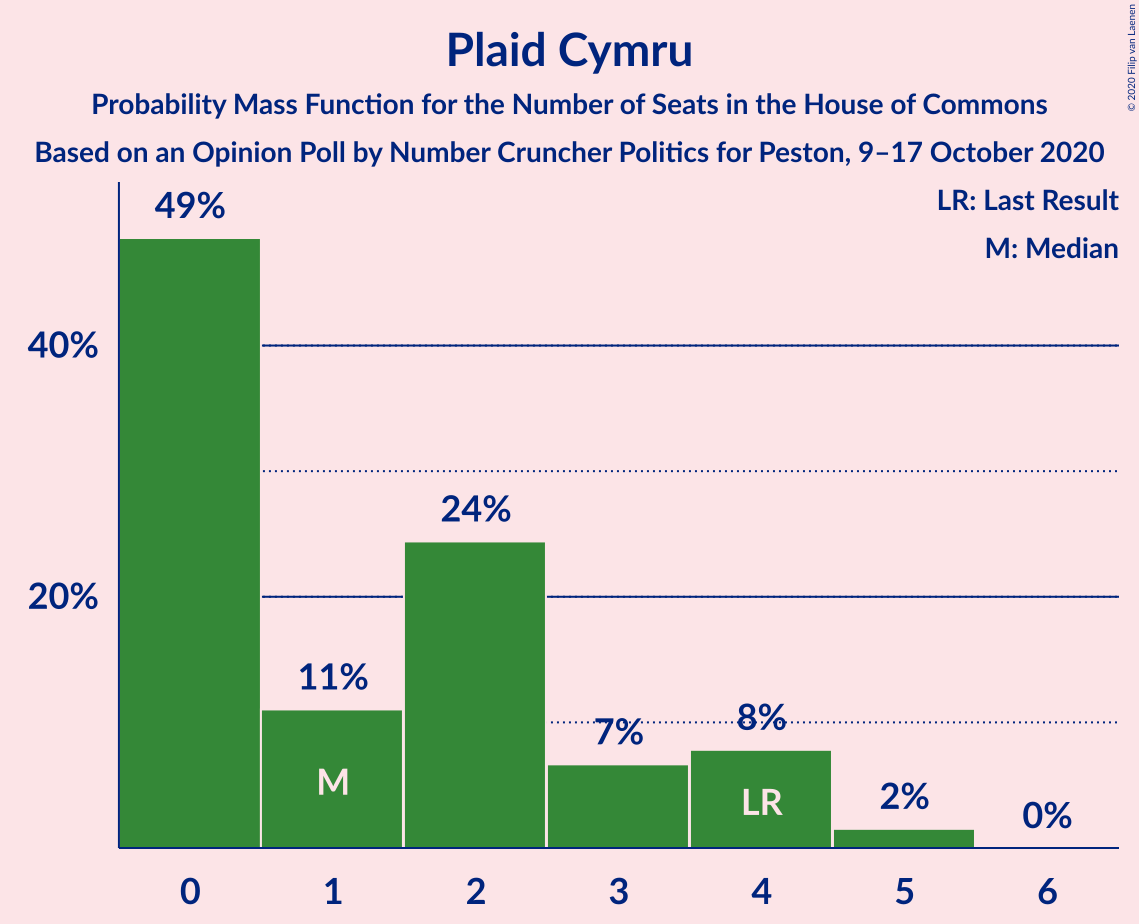 Plaid Cymru
Probability Mass Function for the Number of Seats in the House of Commons
Based on an Opinion Poll by Number Cruncher Politics for Peston, 9–17 October 2020
© 2020 Filip van Laenen
LR: Last Result
M: Median
49%
40%
24%
20%
11%
7%
8%
M
LR
2%
0%
0
1
2
3
4
5
6